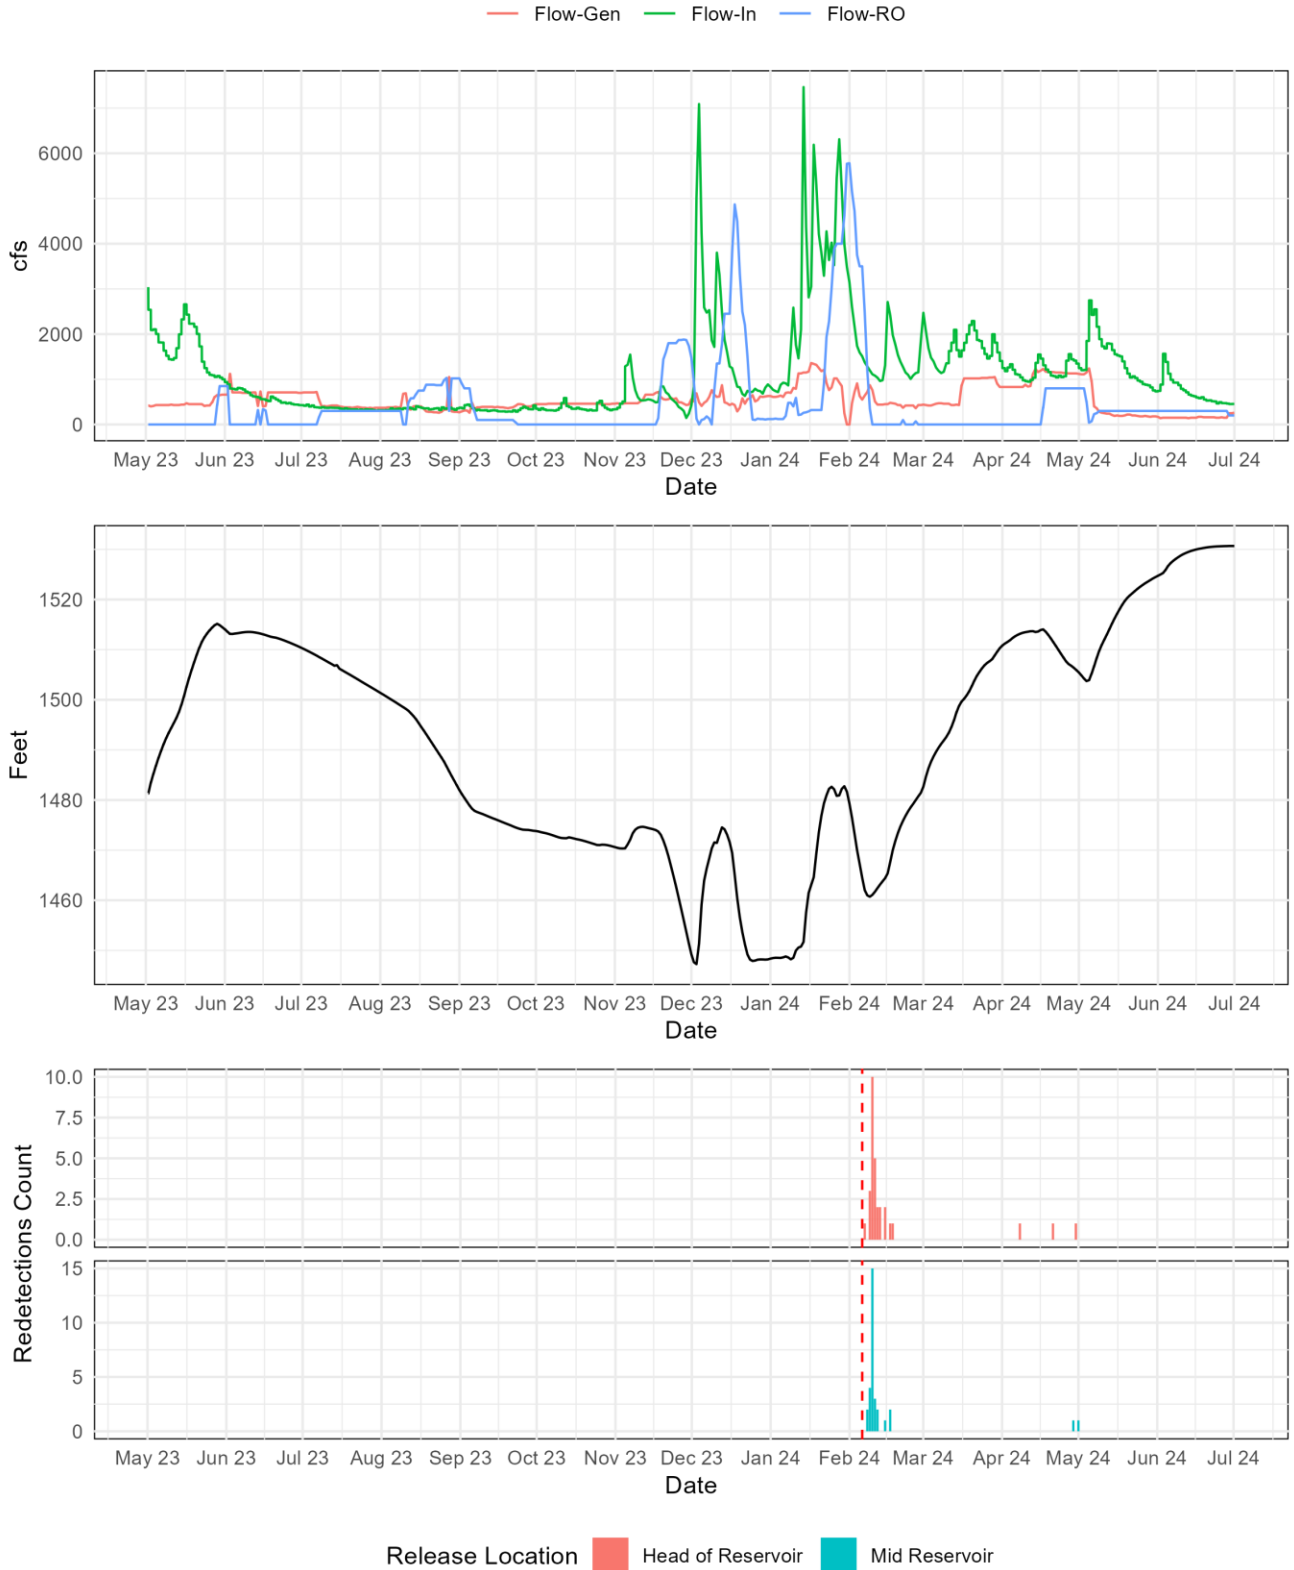 Flow-Gen Flow-In Flow-RO
cfs
6000
4000
2000
0
May 23 Jun 23 Jul 23 Aug 23 Sep 23 Oct 23 Nov 23 Dec 23 Jan 24 Feb 24 Mar 24 Apr 24 May 24 Jun 24 Jul 24
Date
Feet
1520
1500
1480
1460
May 23 Jun 23 Jul 23 Aug 23 Sep 23 Oct 23 Nov 23 Dec 23 Jan 24 Feb 24 Mar 24 Apr 24 May 24 Jun 24 Jul 24
Date
Redetections Count
10.0
7.5
5.0
2.5
0.0
15
10
5
0
May 23 Jun 23 Jul 23 Aug 23 Sep 23 Oct 23 Nov 23 Dec 23 Jan 24 Feb 24 Mar 24 Apr 24 May 24 Jun 24 Jul 24
Date
Release Location Head of Reservoir Mid Reservoir